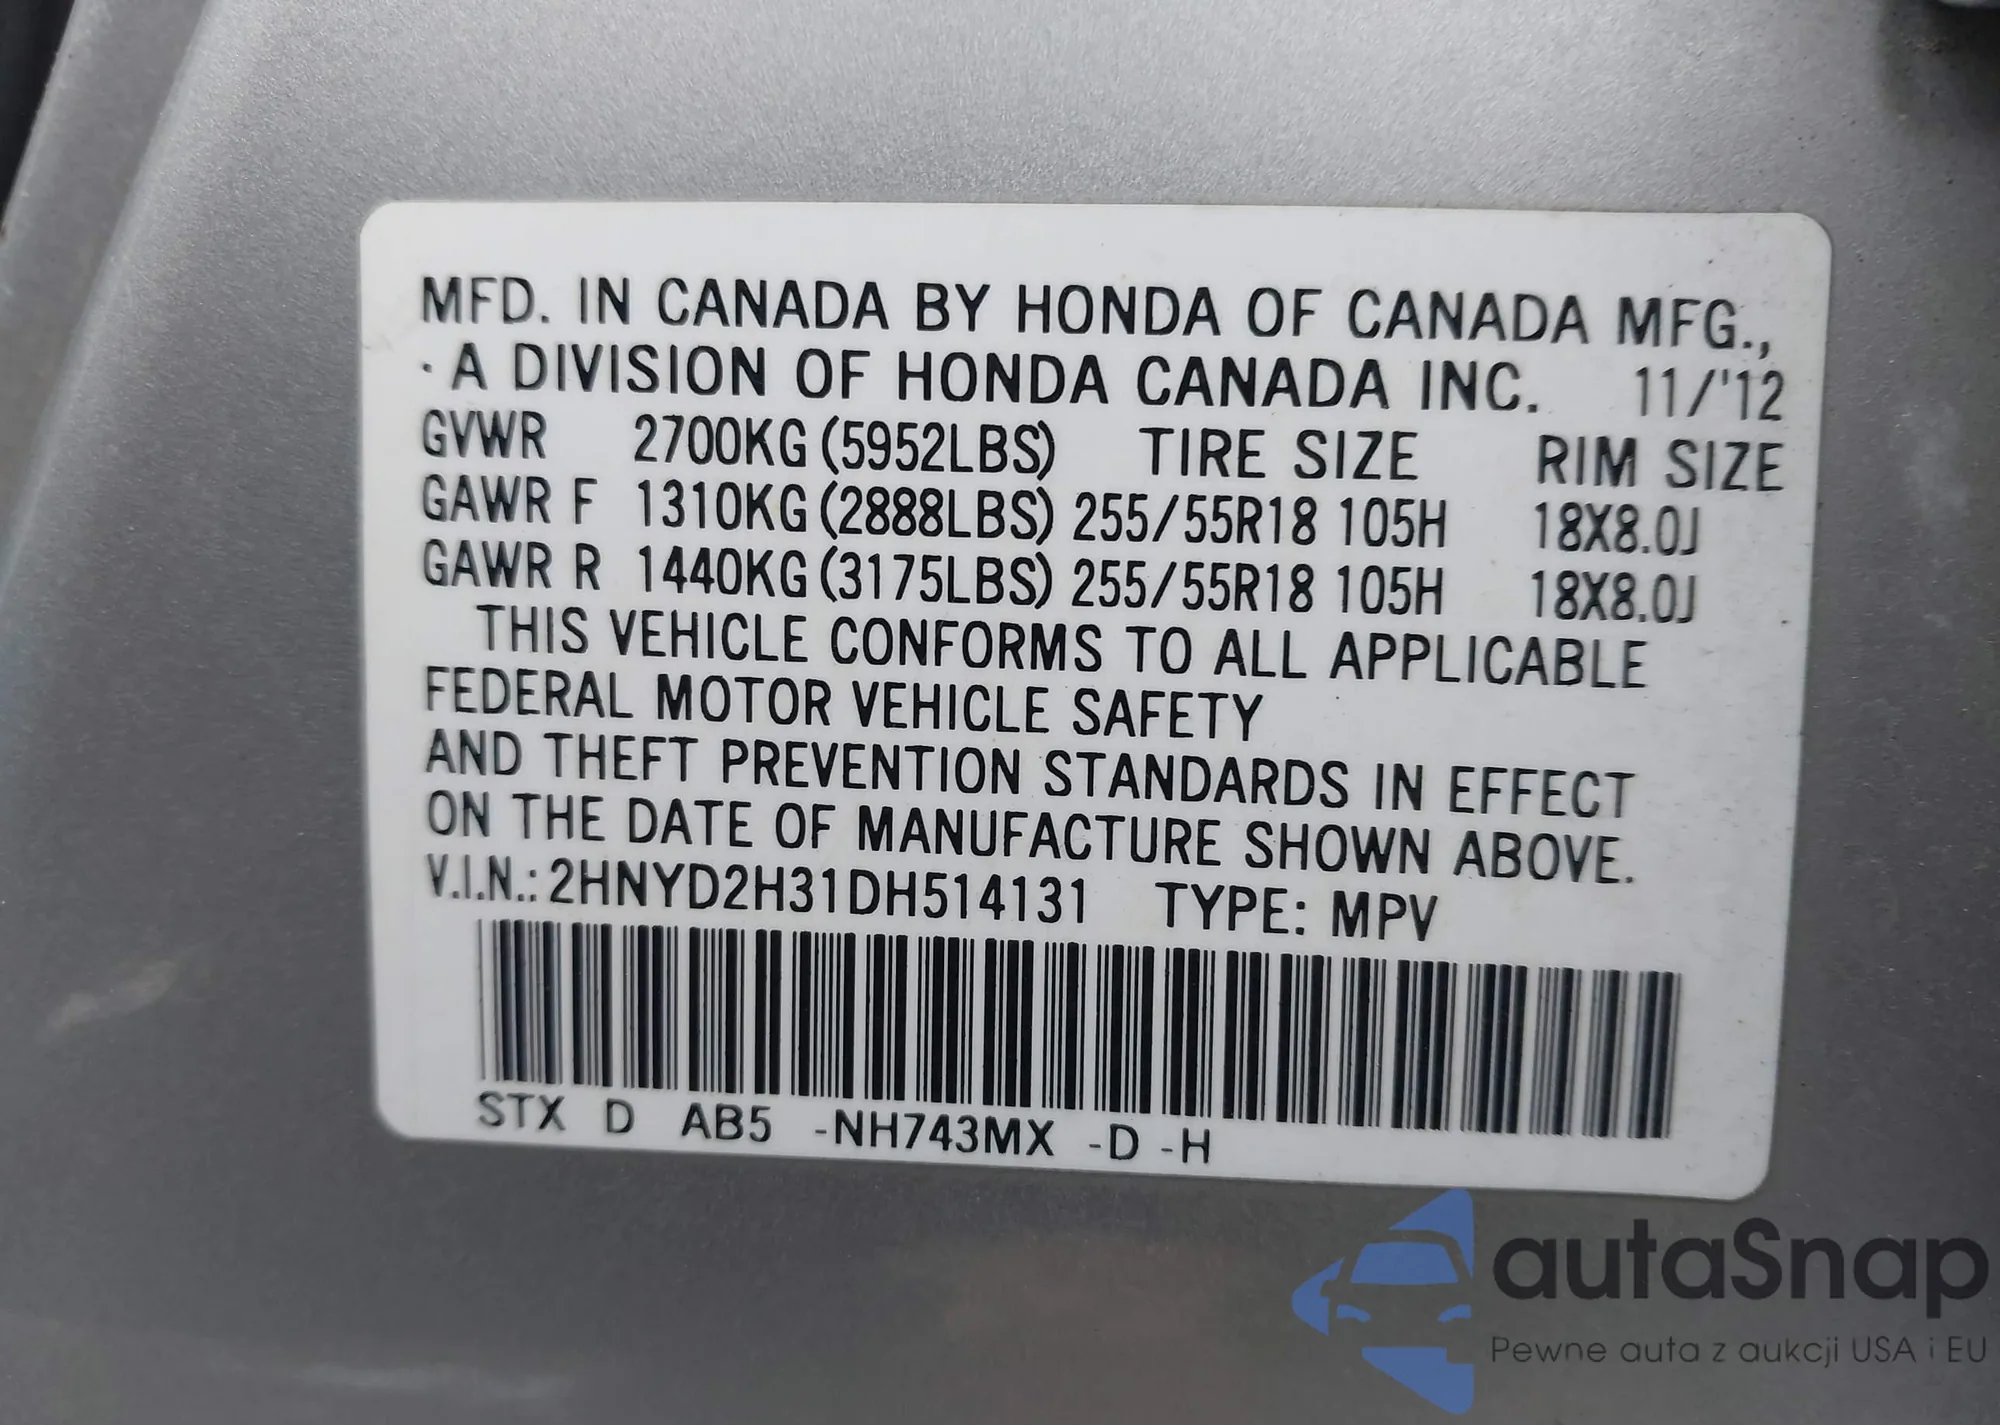 MFD. IN CANADA BY HONDA OF CANADA MFG.,
· A DIVISION OF HONDA CANADA INC. 11/'12
GVWR 2700KG (5952LBS) TIRE SIZE RIM SIZE
GAWR F 1310KG (2888LBS) 255/55R18 105H 18X8.0J
GAWR R 1440KG (3175LBS) 255/55R18 105H 18X8.0J
THIS VEHICLE CONFORMS TO ALL APPLICABLE
FEDERAL MOTOR VEHICLE SAFETY
AND THEFT PREVENTION STANDARDS IN EFFECT
ON THE DATE OF MANUFACTURE SHOWN ABOVE.
V.I.N.: 2HNYD2H31DH514131 TYPE: MPV
STX D AB5 -NH743MX -D -H
autaSnap
Pewne auta z aukcji USA i EU